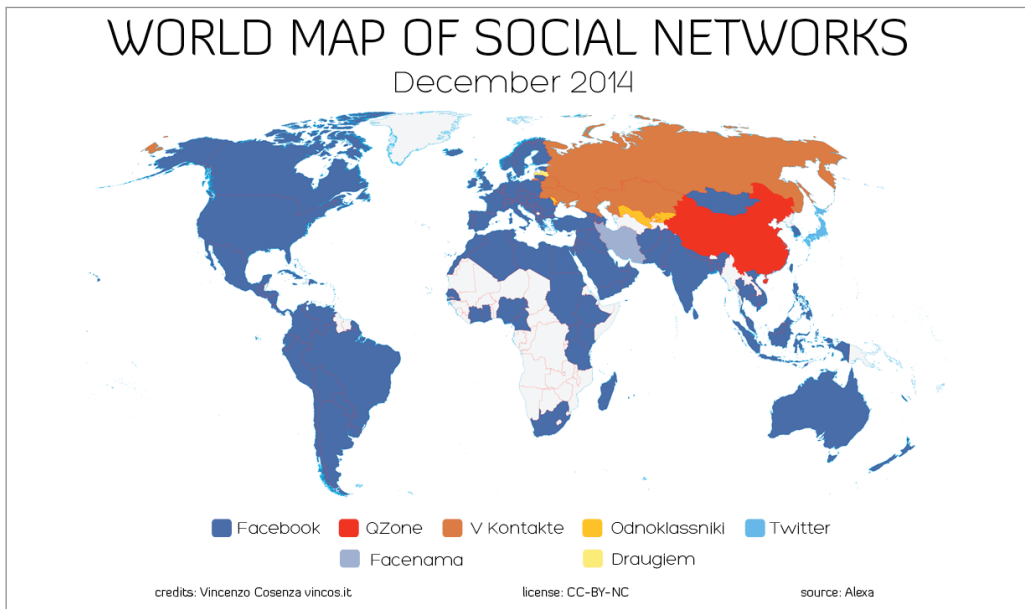 WORLD MAP OF SOCIAL NETWORKS
December 2014
Facebook QZone V Kontakte Odnoklassniki Twitter
Facenama Draugiem
credits: Vincenzo Cosenza vincos.it license: CC-BY-NC source: Alexa